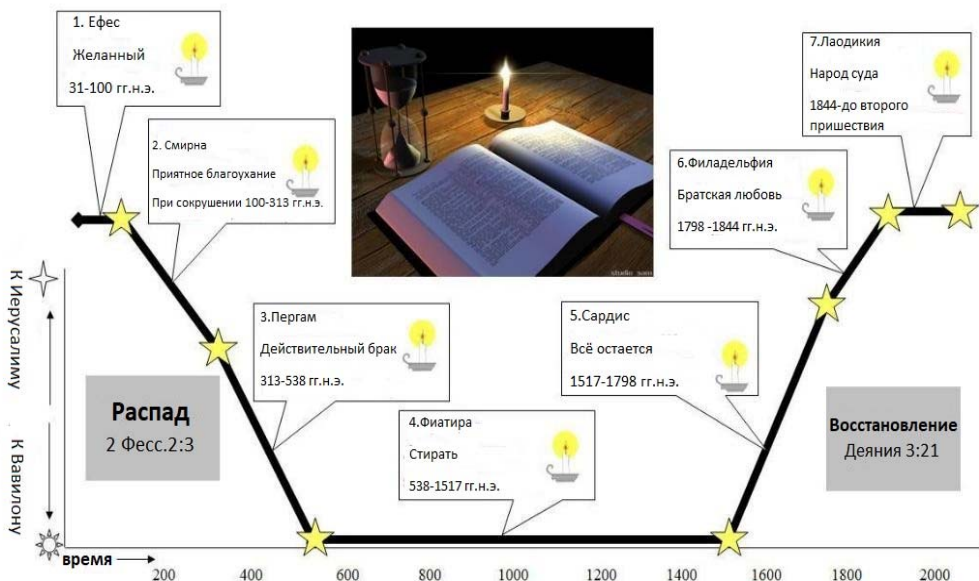 1. Ефес
Желанный
31-100 гг.н.э.
2. Смирна
Приятное благоухание
При сокрушении 100-313 гг.н.э.
3.Пергам
Действительный брак
313-538 гг.н.э.
4.Фиатира
Стирать
538-1517 гг.н.э.
5.Сардис
Всё остается
1517-1798 гг.н.э.
6.Филадельфия
Братская любовь
1798 -1844 гг.н.э.
7.Лаодикия
Народ суда
1844-до второго
пришествия
studio_som
К Иерусалиму
К Вавилону
Распад
2 Фесс.2:3
Восстановление
Деяния 3:21
время
200 400 600 800 1000 1200 1400 1600 1800 2000